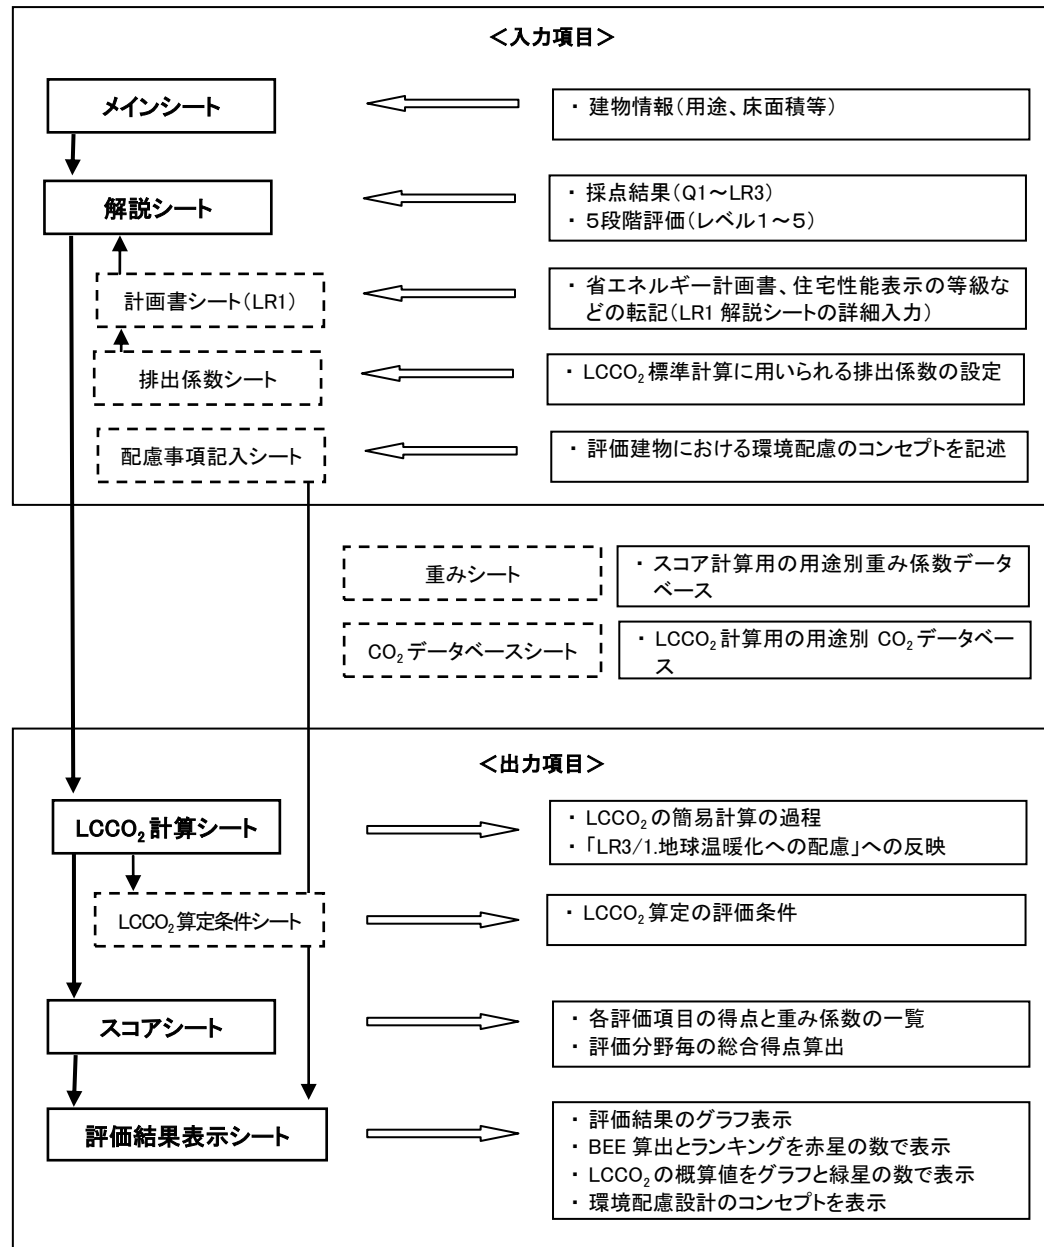 ＜入力項目＞
メインシート
・ 建物情報（用途、床面積等）
解説シート
・ 採点結果（Q1～LR3）
・ 5段階評価（レベル1～5）
計画書シート（LR1）
・ 省エネルギー計画書、住宅性能表示の等級な
どの転記（LR1 解説シートの詳細入力）
排出係数シート
・ LCCO₂標準計算に用いられる排出係数の設定
配慮事項記入シート
・ 評価建物における環境配慮のコンセプトを記述
重みシート
・ スコア計算用の用途別重み係数データ
ベース
CO₂データベースシート
・ LCCO₂計算用の用途別 CO₂データベー
ス
＜出力項目＞
LCCO₂計算シート
・ LCCO₂の簡易計算の過程
・ 「LR3/1.地球温暖化への配慮」への反映
LCCO₂算定条件シート
・ LCCO₂算定の評価条件
スコアシート
・ 各評価項目の得点と重み係数の一覧
・ 評価分野毎の総合得点算出
評価結果表示シート
・ 評価結果のグラフ表示
・ BEE 算出とランキングを赤星の数で表示
・ LCCO₂の概算値をグラフと緑星の数で表示
・ 環境配慮設計のコンセプトを表示